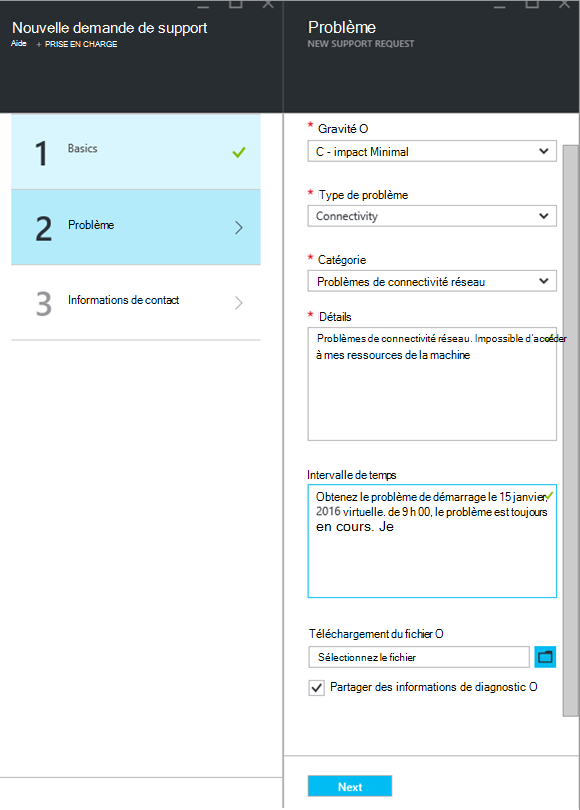 Nouvelle demande de support
Aide + PRISE EN CHARGE
1 Basics
2 Problème
3 Informations de contact
Problème
NEW SUPPORT REQUEST
* Gravité O
C - impact Minimal
* Type de problème
Connectivity
* Catégorie
Problèmes de connectivité réseau
* Détails
Problèmes de connectivité réseau. Impossible d'accéder
à mes ressources de la machine
Intervalle de temps
Obtenez le problème de démarrage le 15 janvier,
2016 virtuelle. de 9 h 00, le problème est toujours
en cours. Je
Téléchargement du fichier O
Sélectionnez le fichier
Partager des informations de diagnostic O
Next